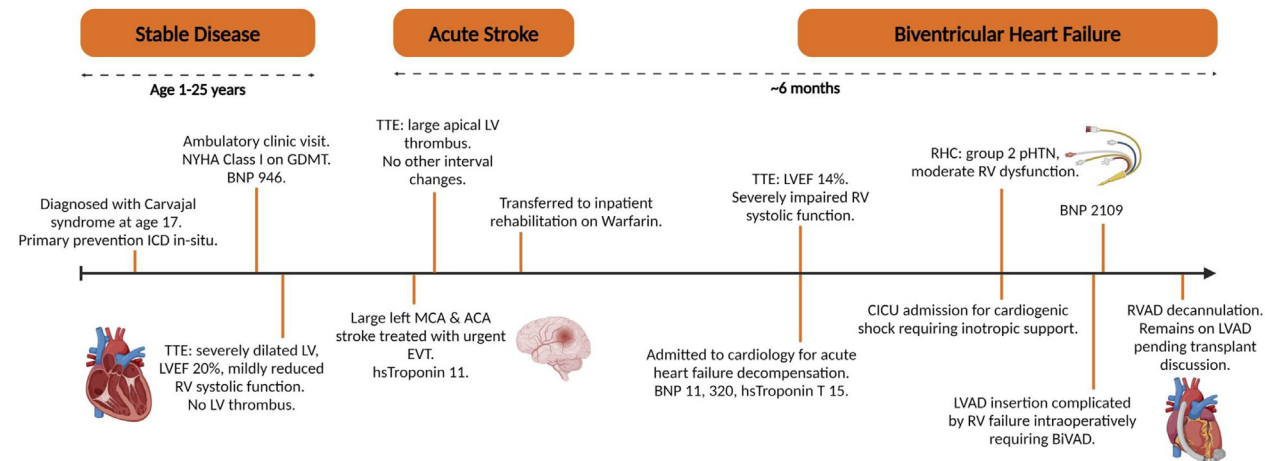 Stable Disease
Acute Stroke
Biventricular Heart Failure
Age 1-25 years
~6 months
Diagnosed with Carvajal
syndrome at age 17.
Primary prevention ICD in-situ.
Ambulatory clinic visit.
NYHA Class I on GDMT.
BNP 946.
TTE: severely dilated LV,
LVEF 20%, mildly reduced
RV systolic function.
No LV thrombus.
Large left MCA & ACA
stroke treated with urgent
EVT.
hsTroponin 11.
TTE: large apical LV
thrombus.
No other interval
changes.
Transferred to inpatient
rehabilitation on Warfarin.
TTE: LVEF 14%.
Severely impaired RV
systolic function.
Admitted to cardiology for acute
heart failure decompensation.
BNP 11, 320, hsTroponin T 15.
RHC: group 2 pHTN,
moderate RV dysfunction.
CICU admission for cardiogenic
shock requiring inotropic support.
LVAD insertion complicated
by RV failure intraoperatively
requiring BiVAD.
BNP 2109
RVAD decannulation.
Remains on LVAD
pending transplant
discussion.